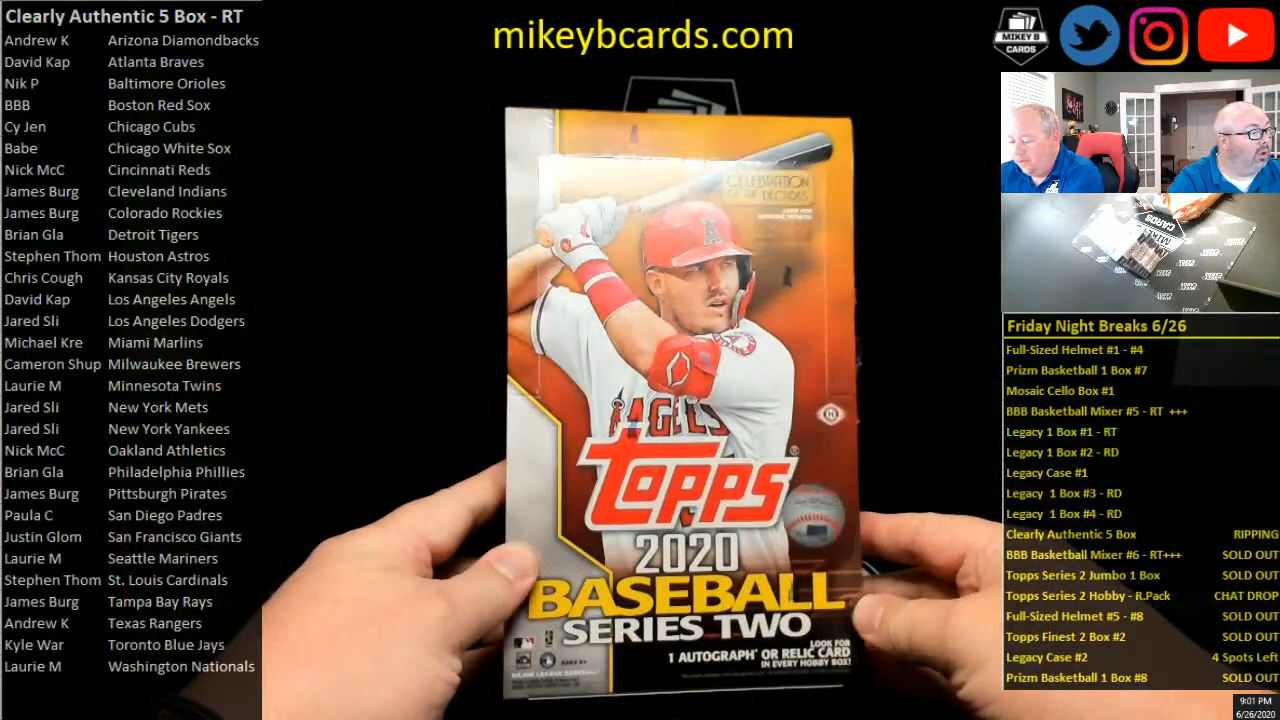 Clearly Authentic 5 Box - RT
Andrew K Arizona Diamondbacks
David Kap Atlanta Braves
Nik P Baltimore Orioles
BBB Boston Red Sox
Cy Jen Chicago Cubs
Babe Chicago White Sox
Nick McC Cincinnati Reds
James Burg Cleveland Indians
James Burg Colorado Rockies
Brian Gla Detroit Tigers
Stephen Thom Houston Astros
Chris Cough Kansas City Royals
David Kap Los Angeles Angels
Jared Sli Los Angeles Dodgers
Michael Kre Miami Marlins
Cameron Shup Milwaukee Brewers
Laurie M Minnesota Twins
Jared Sli New York Mets
Jared Sli New York Yankees
Nick McC Oakland Athletics
Brian Gla Philadelphia Phillies
James Burg Pittsburgh Pirates
Paula C San Diego Padres
Justin Glom San Francisco Giants
Laurie M Seattle Mariners
Stephen Thom St. Louis Cardinals
James Burg Tampa Bay Rays
Andrew K Texas Rangers
Kyle War Toronto Blue Jays
Laurie M Washington Nationals
mikeybcards.com
CELEBRATION
OF THE DECADES
A
ANGELS
Topps
2020
BASEBALL
SERIES TWO
LOOK FOR
1 AUTOGRAPH* OR RELIC CARD
IN EVERY HOBBY BOX!
MAJOR LEAGUE BASEBALL
H
MIKEY B
CARDS
Friday Night Breaks 6/26
Full-Sized Helmet #1 - #4
Prizm Basketball 1 Box #7
Mosaic Cello Box #1
BBB Basketball Mixer #5 - RT +++
Legacy 1 Box #1 - RT
Legacy 1 Box #2 - RD
Legacy Case #1
Legacy 1 Box #3 - RD
Legacy 1 Box #4 - RD
Clearly Authentic 5 Box RIPPING
BBB Basketball Mixer #6 - RT+++ SOLD OUT
Topps Series 2 Jumbo 1 Box SOLD OUT
Topps Series 2 Hobby - R.Pack CHAT DROP
Full-Sized Helmet #5 - #8 SOLD OUT
Topps Finest 2 Box #2 SOLD OUT
Legacy Case #2 4 Spots Left
Prizm Basketball 1 Box #8 SOLD OUT
9:01 PM
6/26/2020